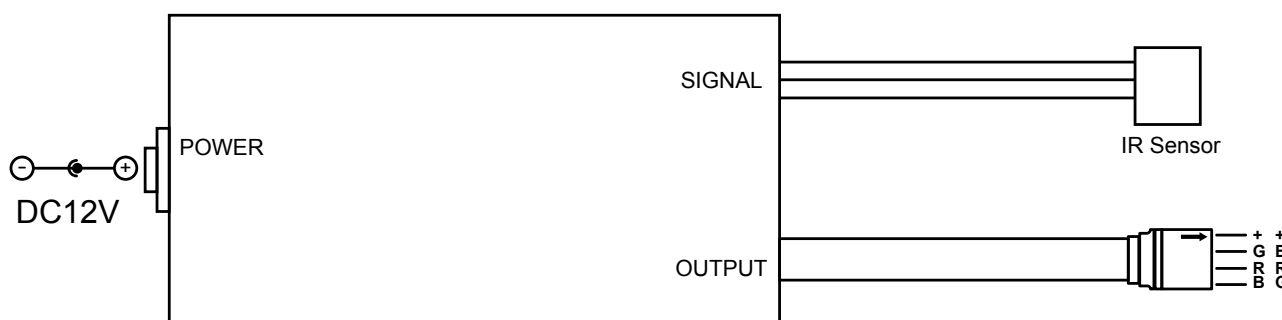 SIGNAL
IR Sensor
POWER
DC12V
OUTPUT
+ +
G
R R
B